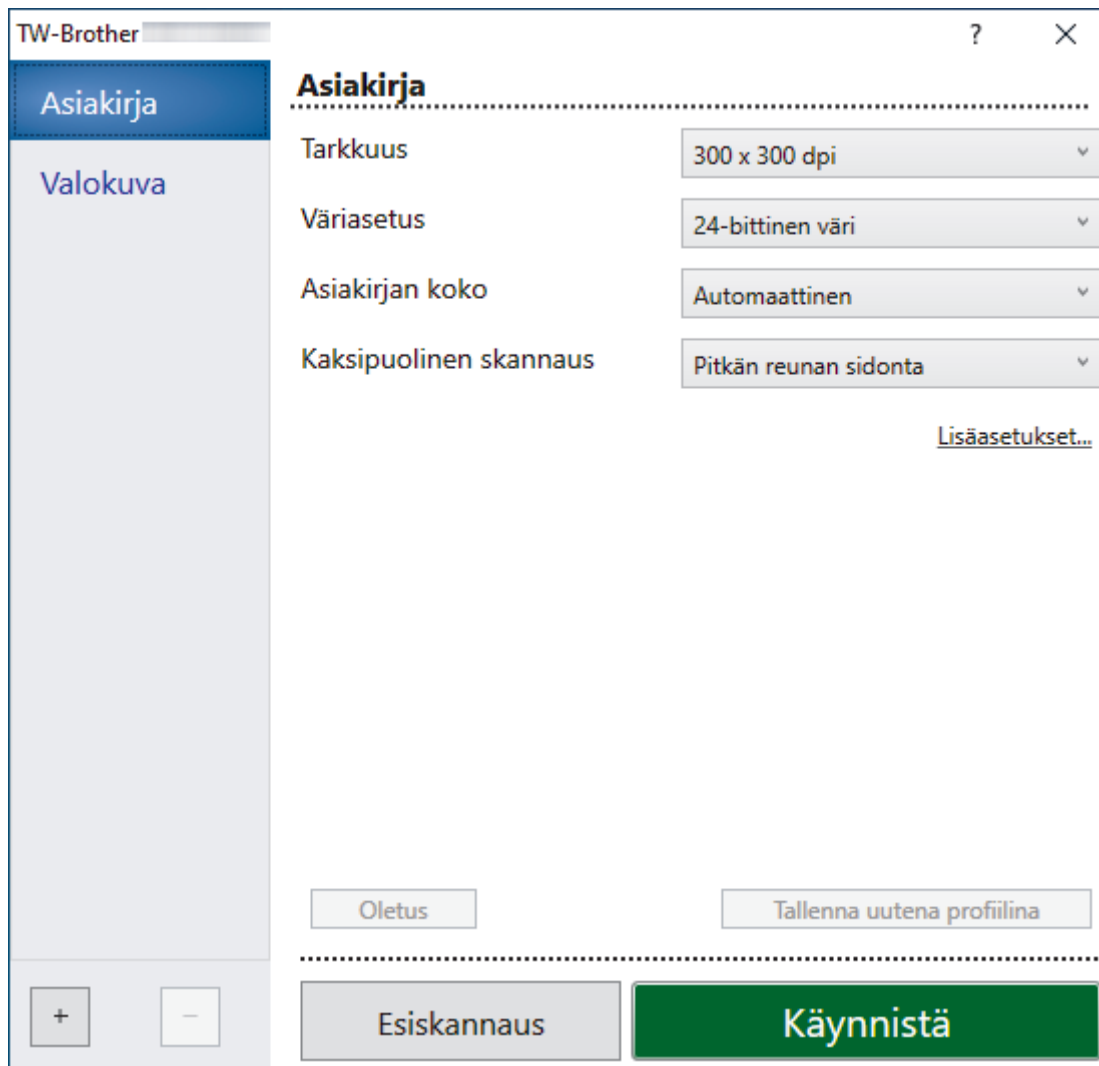 TW-Brother
?
Asiakirja
Valokuva
Asiakirja
Tarkkuus 300 x 300 dpi
Väriasetus 24-bittinen väri
Asiakirjan koko Automaattinen
Kaksipuolinen skannaus Pitkän reunan sidonta
Lisäasetukset...
Oletus Tallenna uutena profiilina
+ −
Esiskannaus Käynnistä